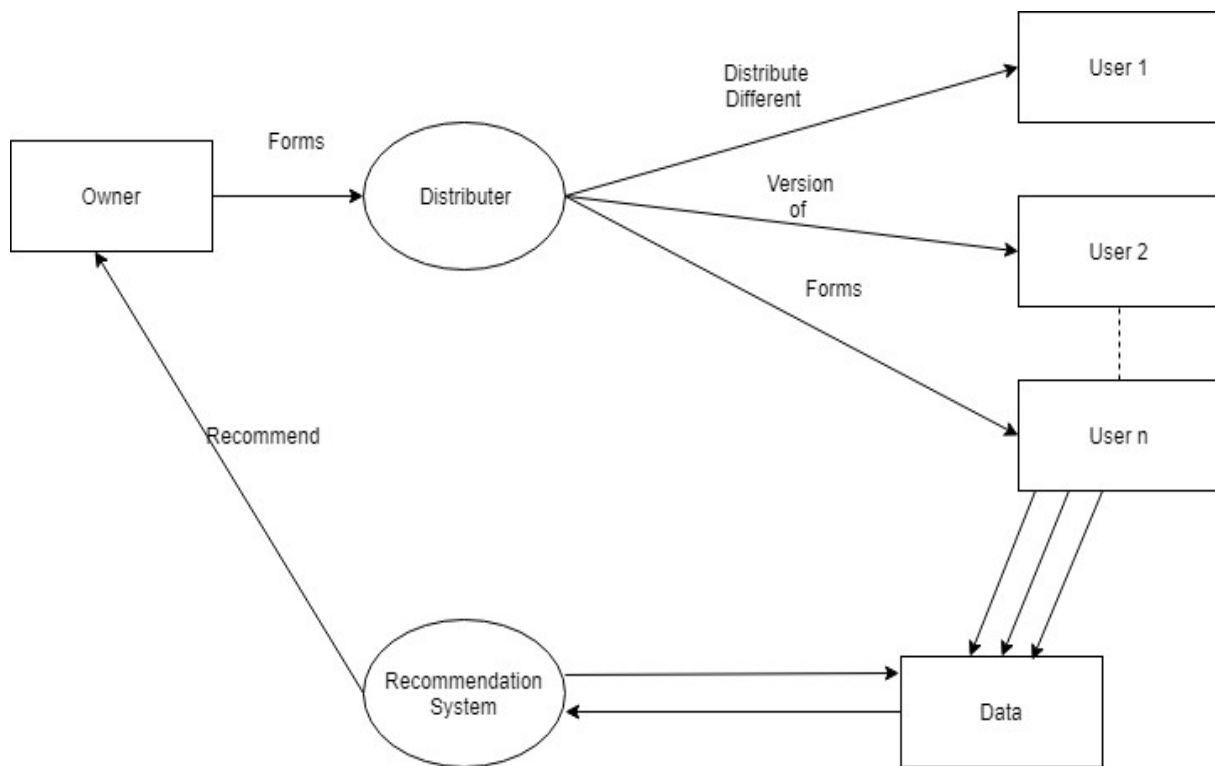 User 1
Distribute
Different
Forms
Owner
Distributer
Version
of
User 2
Forms
Recommend
User n
Recommendation
System
Data